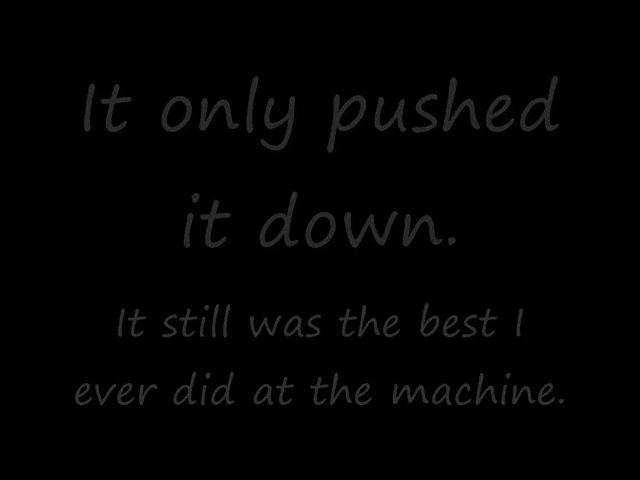 It only pushed
it down.
It still was the best I
ever did at the machine.